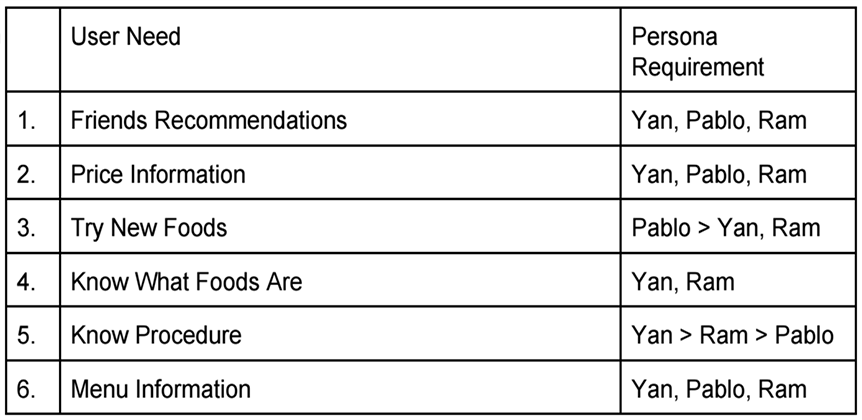 User Need Persona
Requirement
1. Friends Recommendations Yan, Pablo, Ram
2. Price Information Yan, Pablo, Ram
3. Try New Foods Pablo > Yan, Ram
4. Know What Foods Are Yan, Ram
5. Know Procedure Yan > Ram > Pablo
6. Menu Information Yan, Pablo, Ram